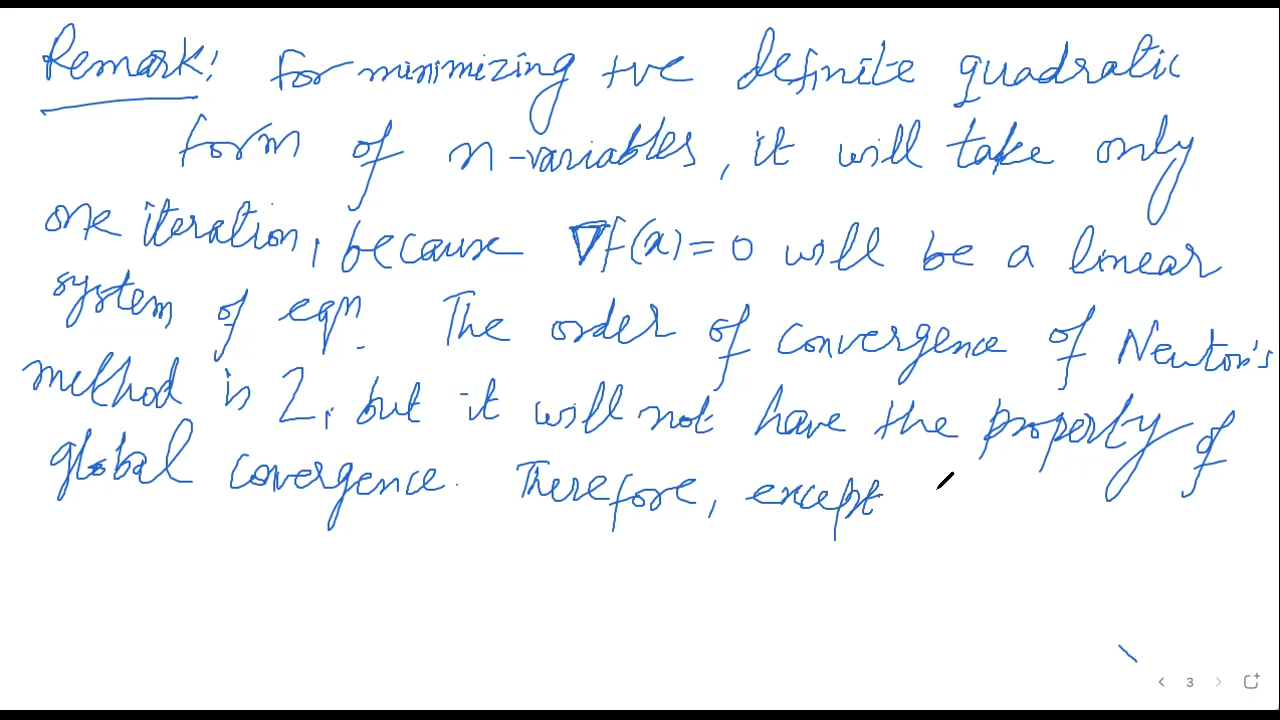 Remark: For minimizing +ve definite quadratic
form of n-variables, it will take only
one iteration, because ∇f(x) = 0 will be a linear
system of eqn. The order of convergence of Newton's
method is 2, but it will not have the property of
global convergence. Therefore, except
3